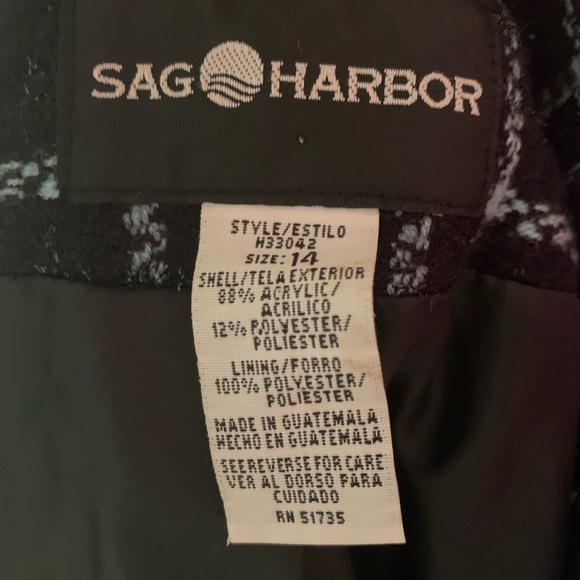 SAG HARBOR
STYLE/ESTILO
H33042
SIZE: 14
SHELL/TELA EXTERIOR
88% ACRYLIC/
ACRILICO
12% POLYESTER/
POLIESTER
LINING/FORRO
100% POLYESTER/
POLIESTER
MADE IN GUATEMALA
HECHO EN GUATEMALA
SEE REVERSE FOR CARE
VER AL DORSO PARA
CUIDADO
RN 51735